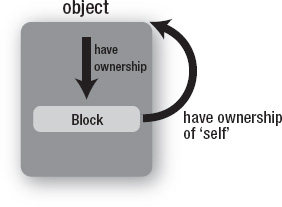 object
have
ownership
Block
have ownership
of ‘self’